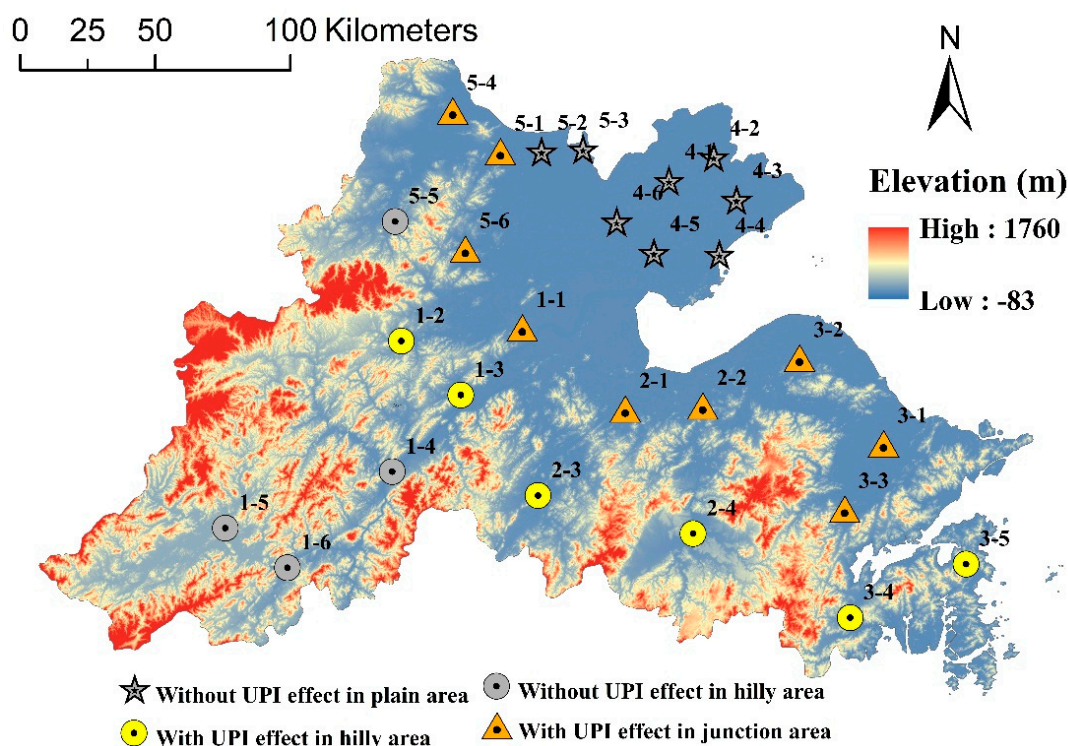 0 25 50 100 Kilometers
N
5-4
5-1 5-2 5-3
4-1 4-2
4-3
4-6
5-5
5-6
4-5 4-4
Elevation (m)
High : 1760
Low : -83
1-1
1-2
3-2
1-3
2-1 2-2
3-1
1-4
2-3
3-3
1-5
2-4
1-6
3-5
3-4
Without UPI effect in plain area
Without UPI effect in hilly area
With UPI effect in hilly area
With UPI effect in junction area